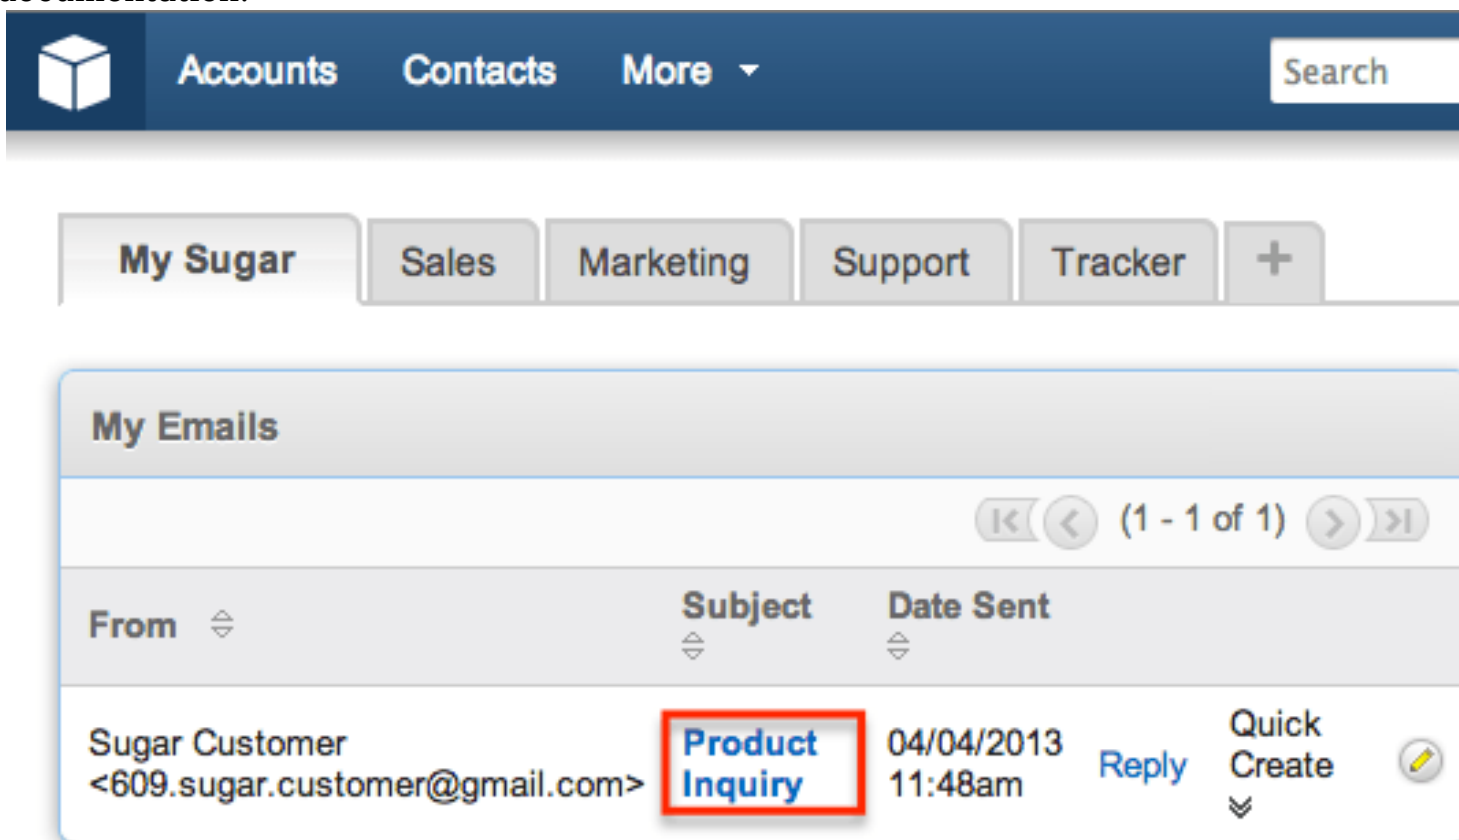 documentation.
Accounts Contacts More Search
My Sugar Sales Marketing Support Tracker +
My Emails
(1 - 1 of 1)
From Subject Date Sent
Sugar Customer
<609.sugar.customer@gmail.com>
Product
Inquiry
04/04/2013
11:48am
Reply
Quick
Create